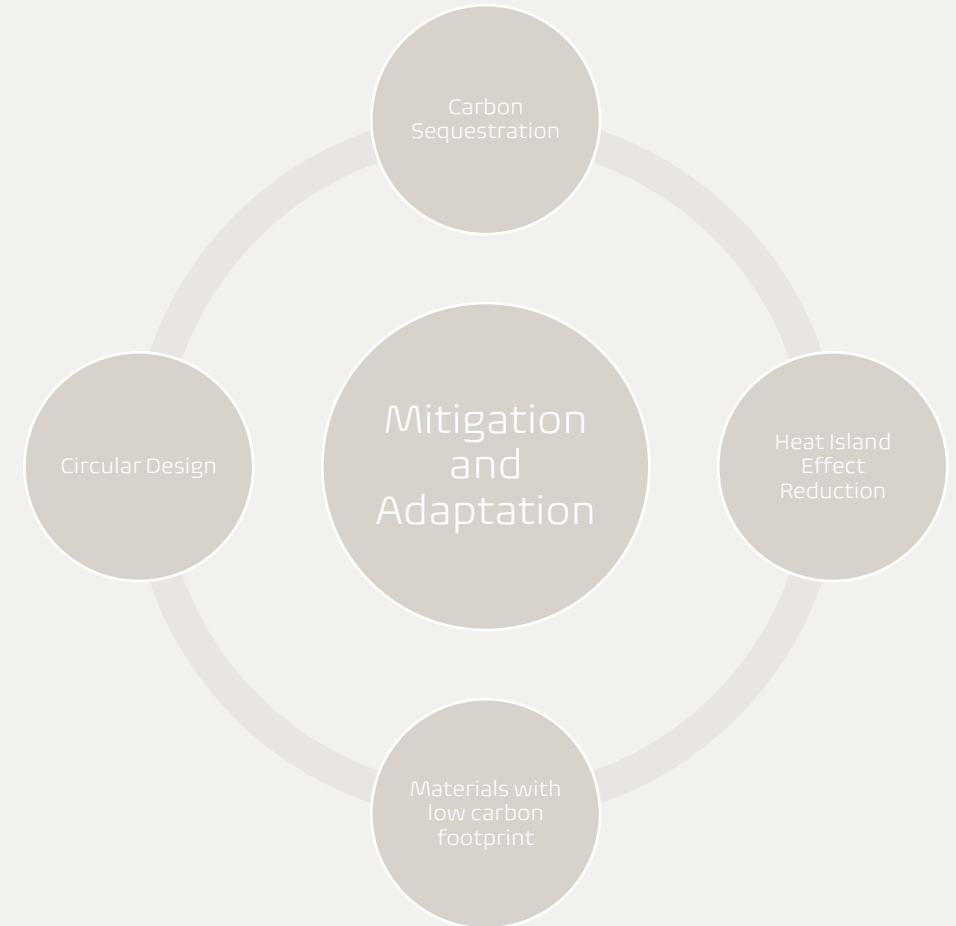 Carbon
Sequestration
Mitigation
and
Adaptation
Circular Design
Heat Island
Effect
Reduction
Materials with
low carbon
footprint